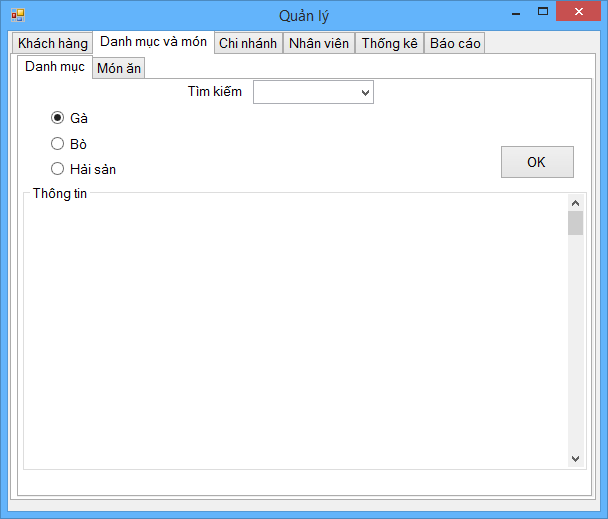 Quản lý
Khách hàng Danh mục và món Chi nhánh Nhân viên Thống kê Báo cáo
Danh mục Món ăn
Tìm kiếm
Gà
Bò
Hải sản
OK
Thông tin